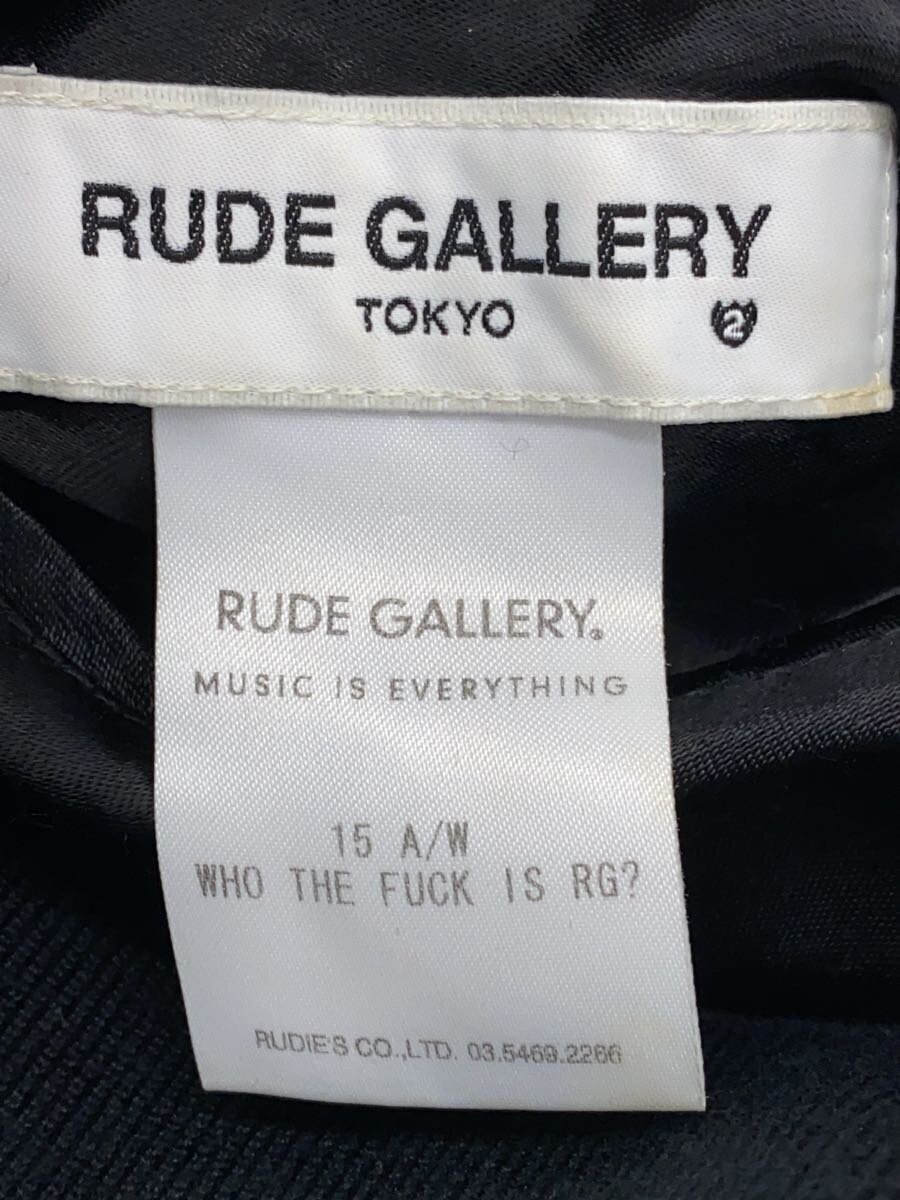 RUDE GALLERY
TOKYO 2
RUDE GALLERY.
MUSIC IS EVERYTHING
15 A/W
WHO THE FUCK IS RG?
RUDIE'S CO.,LTD. 03.5469.2266